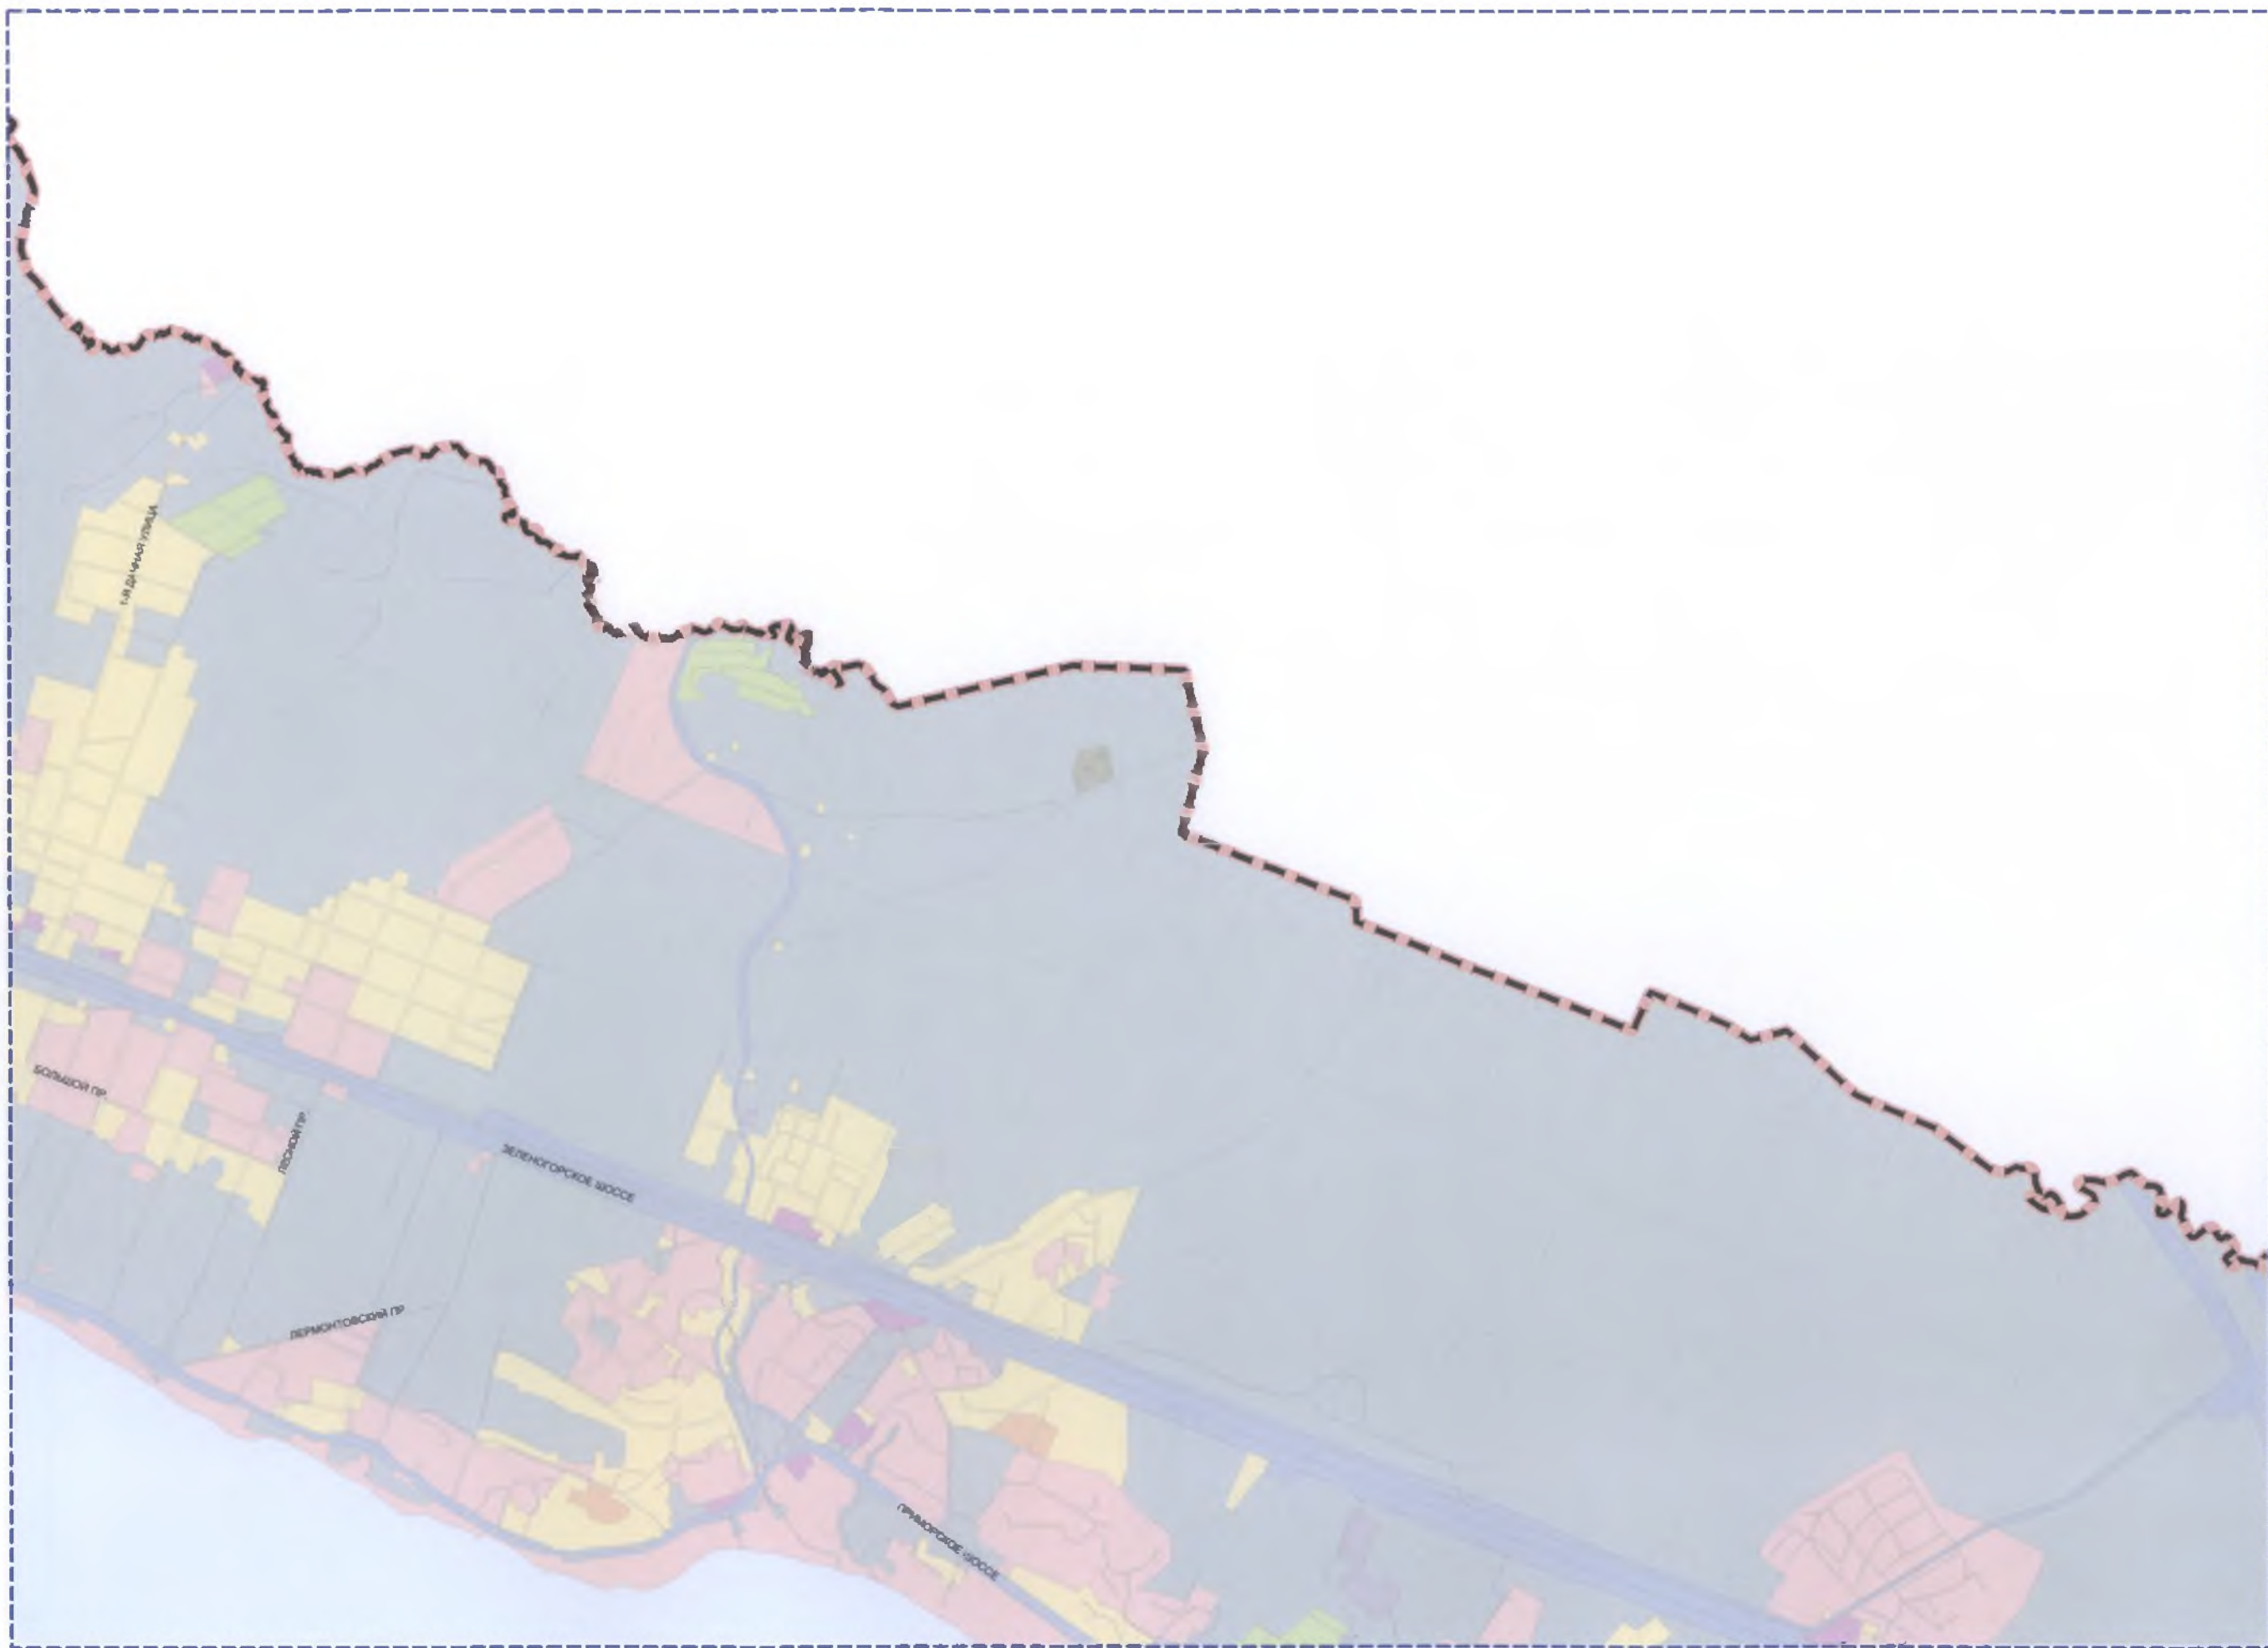 1-Я ДАЧНАЯ УЛИЦА
БОЛЬШОЙ ПР.
ЛЕСНОЙ ПР.
ЗЕЛЕНОГОРСКОЕ ШОССЕ
ЛЕРМОНТОВСКИЙ ПР.
ПРИМОРСКОЕ ШОССЕ